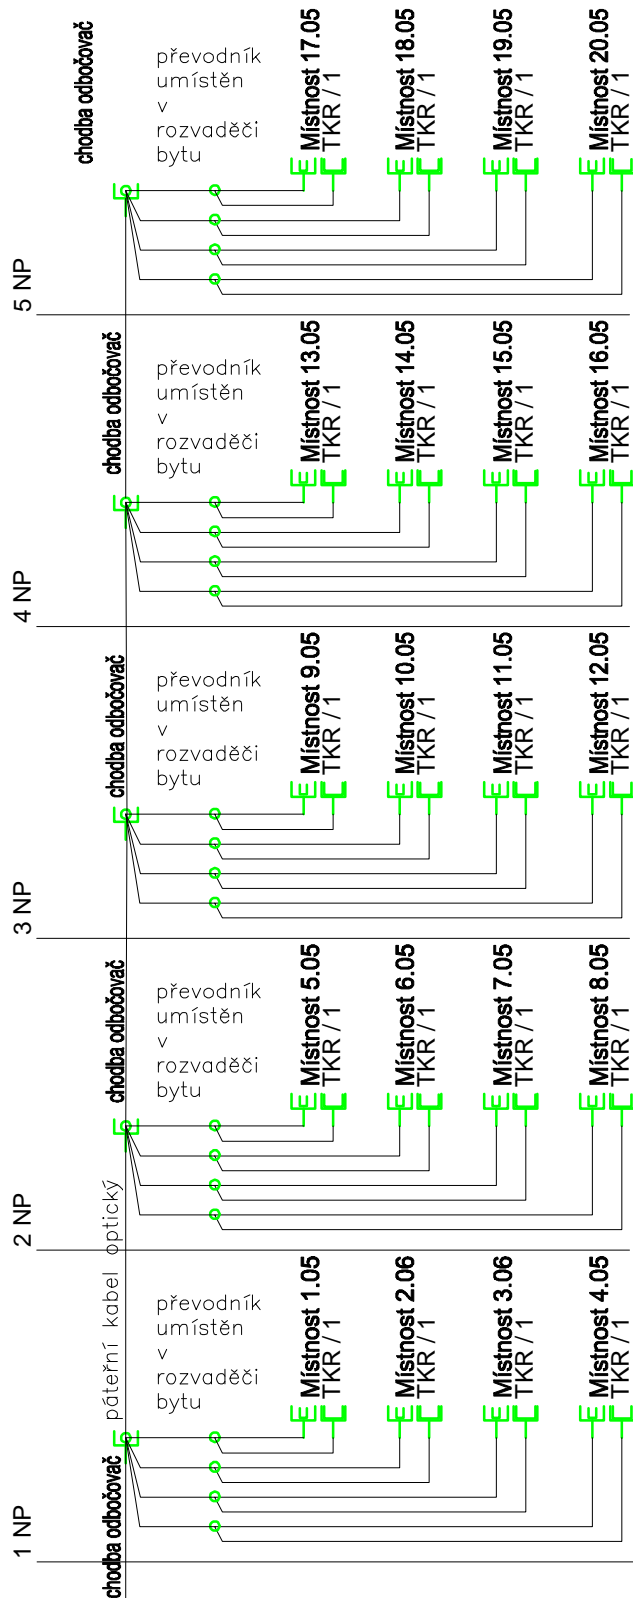 5 NP
chodba odbočovač
převodník
umístěn
v
rozvaděči
bytu
Místnost 17.05
TKR / 1
Místnost 18.05
TKR / 1
Místnost 19.05
TKR / 1
Místnost 20.05
TKR / 1
4 NP
chodba odbočovač
převodník
umístěn
v
rozvaděči
bytu
Místnost 13.05
TKR / 1
Místnost 14.05
TKR / 1
Místnost 15.05
TKR / 1
Místnost 16.05
TKR / 1
3 NP
chodba odbočovač
převodník
umístěn
v
rozvaděči
bytu
Místnost 9.05
TKR / 1
Místnost 10.05
TKR / 1
Místnost 11.05
TKR / 1
Místnost 12.05
TKR / 1
2 NP
chodba odbočovač
převodník
umístěn
v
rozvaděči
bytu
Místnost 5.05
TKR / 1
Místnost 6.05
TKR / 1
Místnost 7.05
TKR / 1
Místnost 8.05
TKR / 1
1 NP
chodba odbočovač
páteřní kabel optický
převodník
umístěn
v
rozvaděči
bytu
Místnost 1.05
TKR / 1
Místnost 2.06
TKR / 1
Místnost 3.06
TKR / 1
Místnost 4.05
TKR / 1